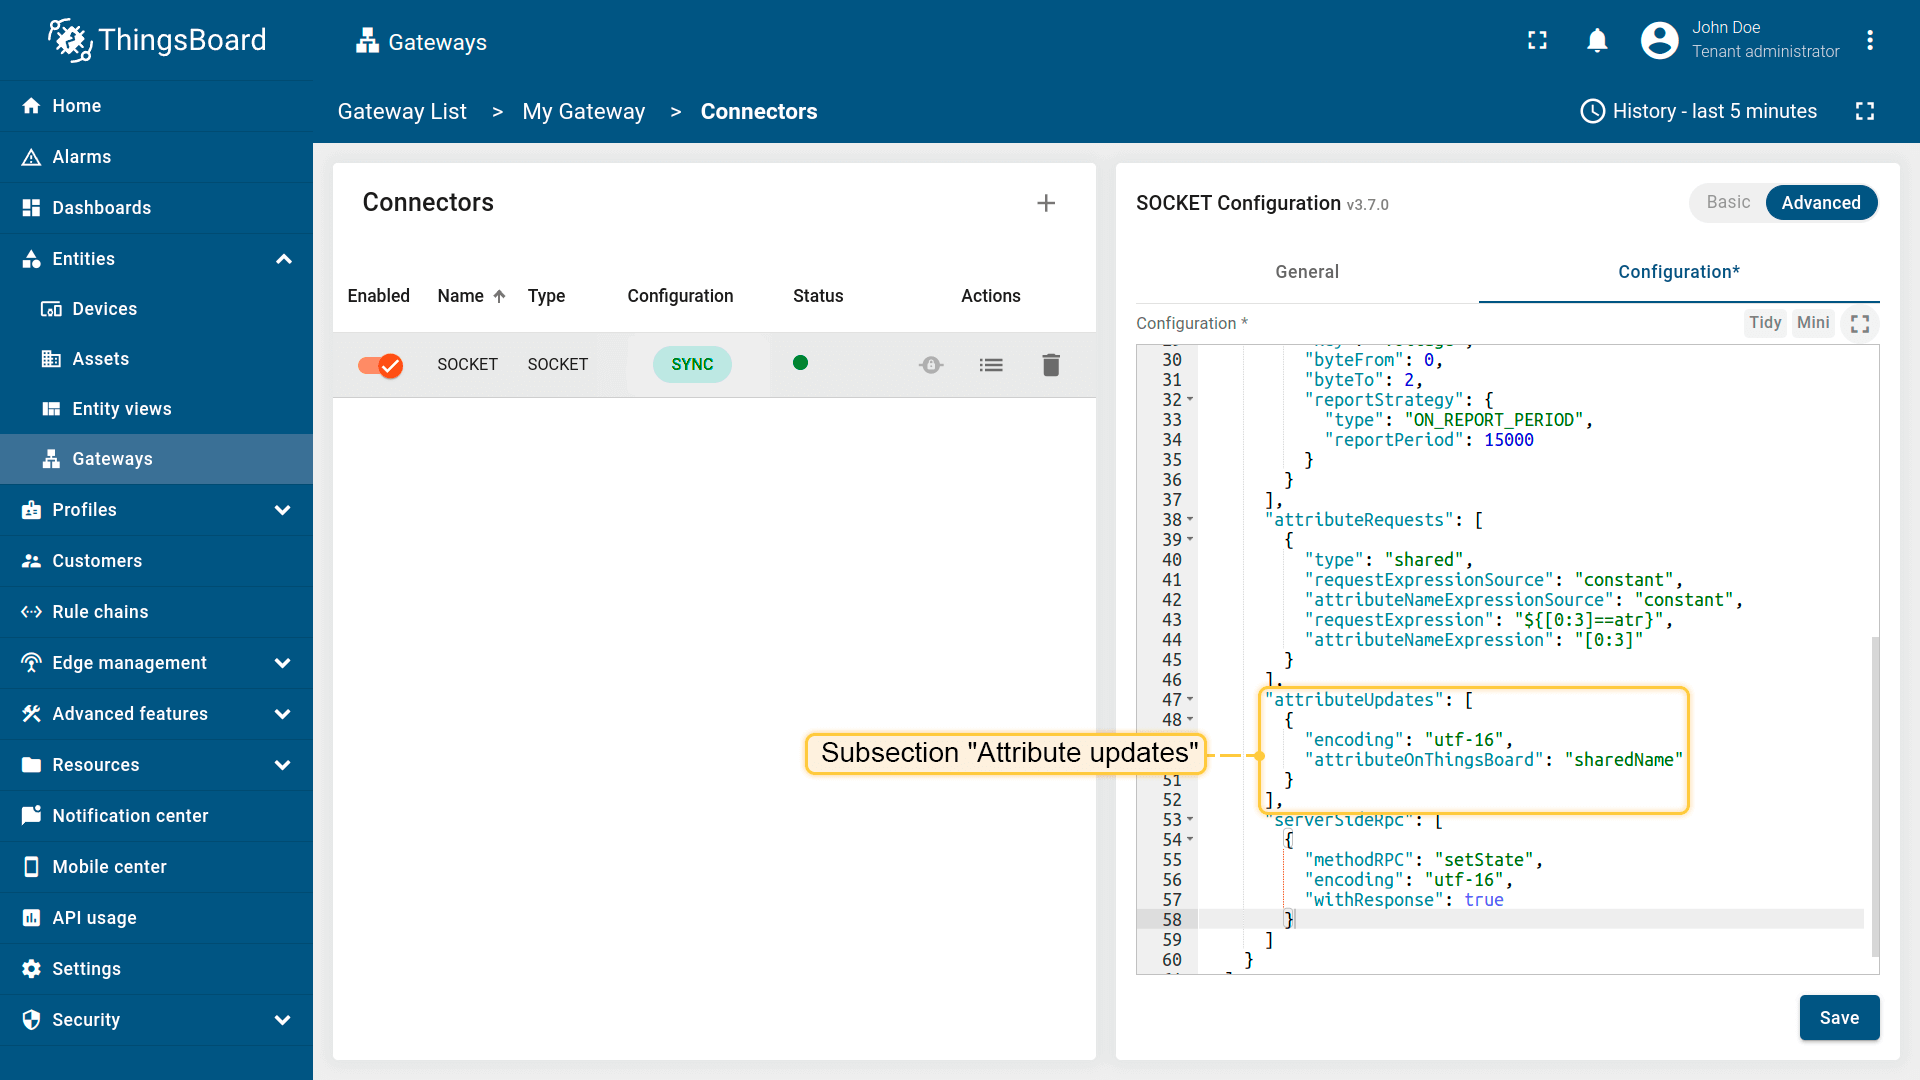 ThingsBoard
Gateways
John Doe
Tenant administrator
Home
Alarms
Dashboards
Entities
Devices
Assets
Entity views
Gateways
Profiles
Customers
Rule chains
Edge management
Advanced features
Resources
Notification center
Mobile center
API usage
Settings
Security
Gateway List > My Gateway > Connectors
History - last 5 minutes
Connectors
Enabled Name Type Configuration Status Actions
SOCKET SOCKET SYNC
SOCKET Configuration v3.7.0
Basic Advanced
General Configuration*
Configuration * Tidy Mini
30 "byteFrom": 0,
31 "byteTo": 2,
32 "reportStrategy": {
33 "type": "ON_REPORT_PERIOD",
34 "reportPeriod": 15000
35 }
36 }
37 ],
38 "attributeRequests": [
39 {
40 "type": "shared",
41 "requestExpressionSource": "constant",
42 "attributeNameExpressionSource": "constant",
43 "requestExpression": "${[0:3]==atr}",
44 "attributeNameExpression": "[0:3]"
45 }
46 ],
47 "attributeUpdates": [
48 {
"encoding": "utf-16",
"attributeOnThingsBoard": "sharedName"
51 }
52 ],
53 "serverSideRpc": [
54 {
55 "methodRPC": "setState",
56 "encoding": "utf-16",
57 "withResponse": true
58 }
59 ]
60 }
Subsection "Attribute updates"
Save